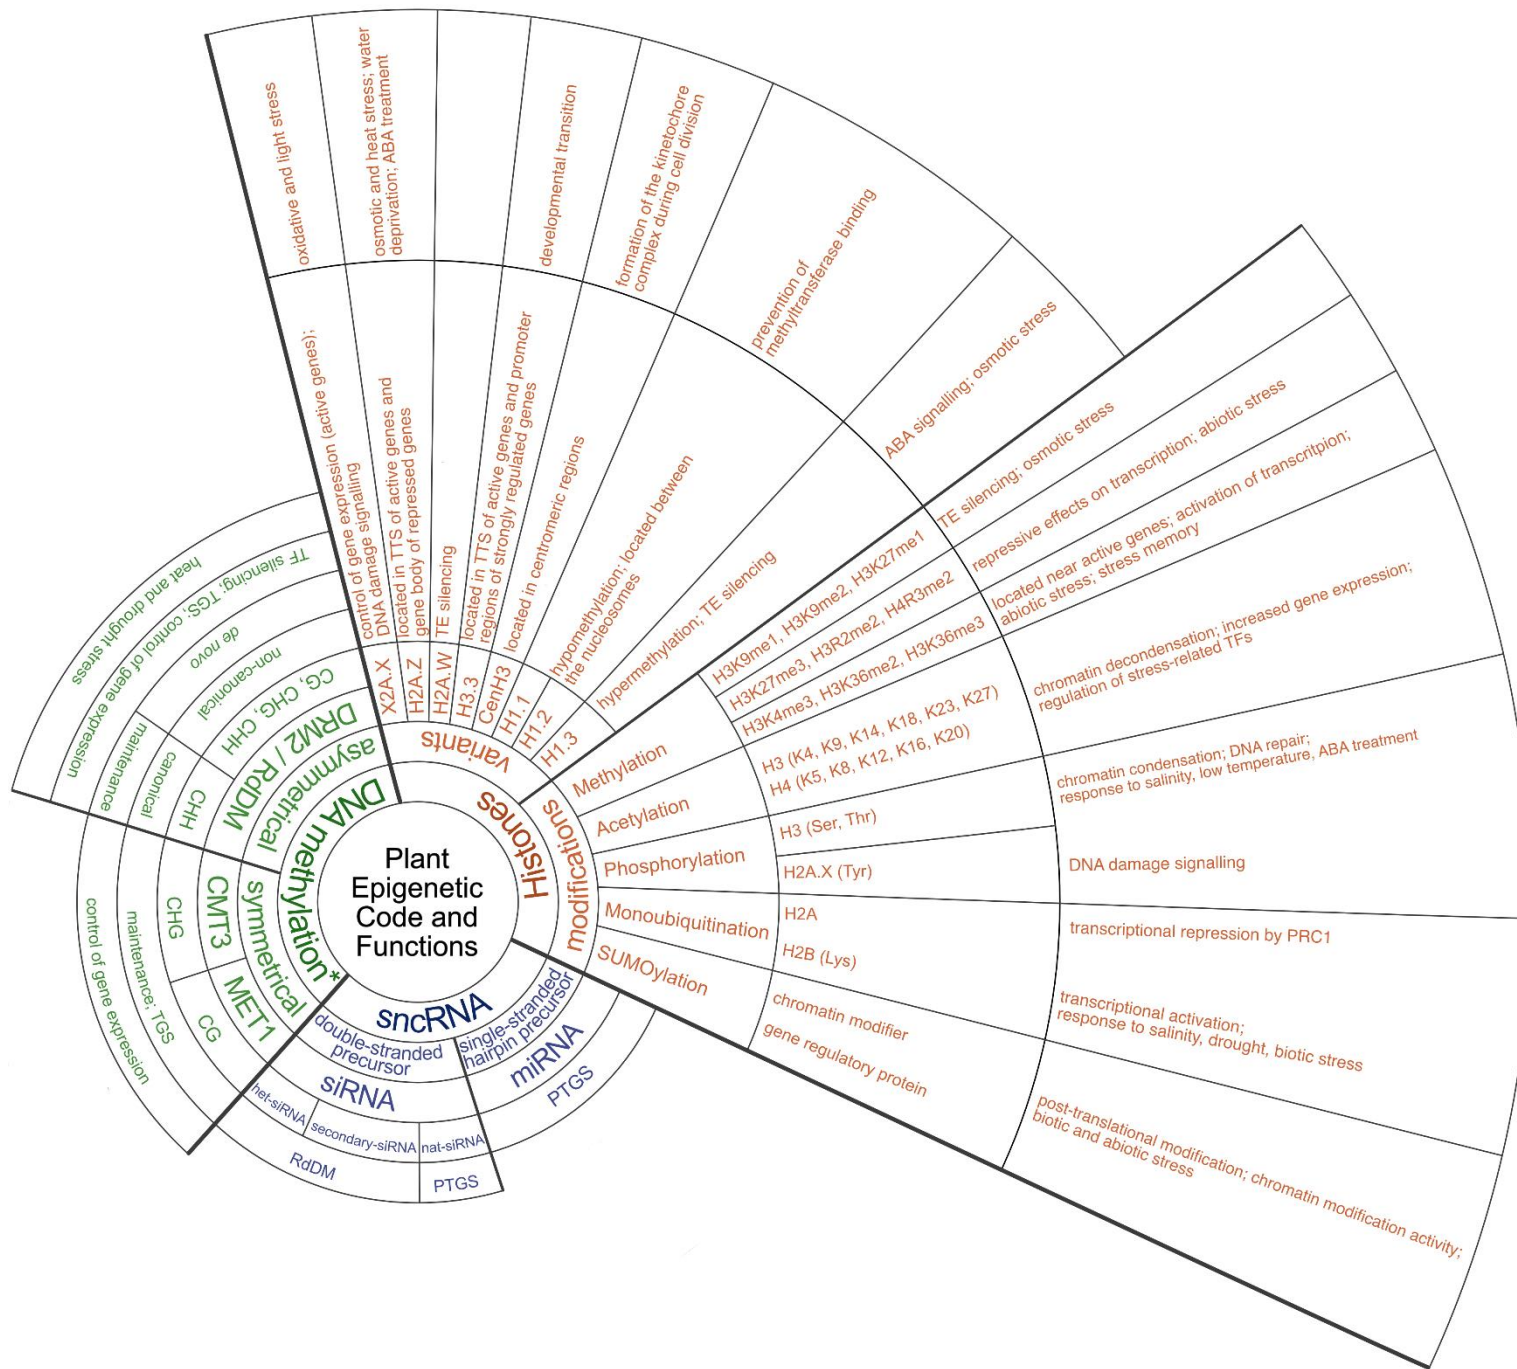 Plant
Epigenetic
Code and
Functions
Histones
variants
X2A.X
control of gene expression (active genes);
DNA damage signalling
oxidative and light stress
H2A.Z
located in TTS of active genes and
gene body of repressed genes
osmotic and heat stress; water
deprivation; ABA treatment
H2A.W
TE silencing
H3.3
located in TTS of active genes and promoter
regions of strongly regulated genes
developmental transition
CenH3
located in centromeric regions
formation of the kinetochore
complex during cell division
H1.1
H1.2
hypomethylation; located between
the nucleosomes
prevention of
methyltransferase binding
H1.3
hypermethylation; TE silencing
ABA signalling; osmotic stress
modifications
Methylation
H3K9me1, H3K9me2, H3K27me1
TE silencing; osmotic stress
H3K27me3, H3R2me2, H4R3me2
repressive effects on transcription; abiotic stress
H3K4me3, H3K36me2, H3K36me3
located near active genes; activation of transcritpion;
abiotic stress; stress memory
Acetylation
H3 (K4, K9, K14, K18, K23, K27)
H4 (K5, K8, K12, K16, K20)
chromatin decondensation; increased gene expression;
regulation of stress-related TFs
Phosphorylation
H3 (Ser, Thr)
chromatin condensation; DNA repair;
response to salinity, low temperature, ABA treatment
H2A.X (Tyr)
DNA damage signalling
Monoubiquitination
H2A
transcriptional repression by PRC1
H2B (Lys)
transcriptional activation;
response to salinity, drought, biotic stress
SUMOylation
chromatin modifier
gene regulatory protein
post-translational modification; chromatin modification activity;
biotic and abiotic stress
sncRNA
single-stranded
hairpin precursor
miRNA
PTGS
double-stranded
precursor
siRNA
nat-siRNA
PTGS
secondary-siRNA
het-siRNA
RdDM
DNA methylation*
symmetrical
MET1
CG
CMT3
CHG
maintenance; TGS
control of gene expression
asymmetrical
DRM2 / RdDM
CHH
canonical
maintenance
CG, CHG, CHH
non-canonical
de novo
TF silencing; TGS; control of gene expression
heat and drought stress